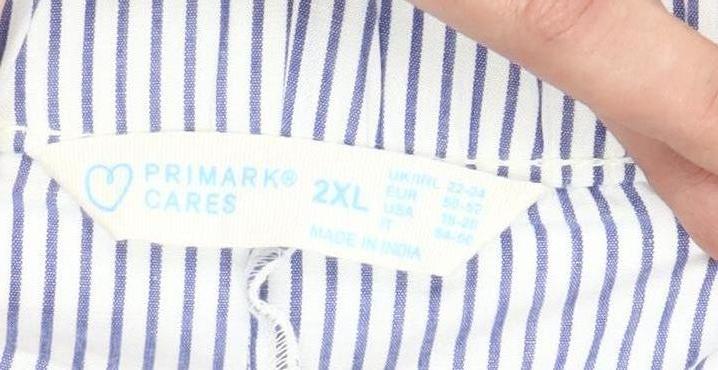 PRIMARK®
CARES
2XL
UK/IRL 22-24
EUR 50-52
USA 18-20
IT 54-56
MADE IN INDIA